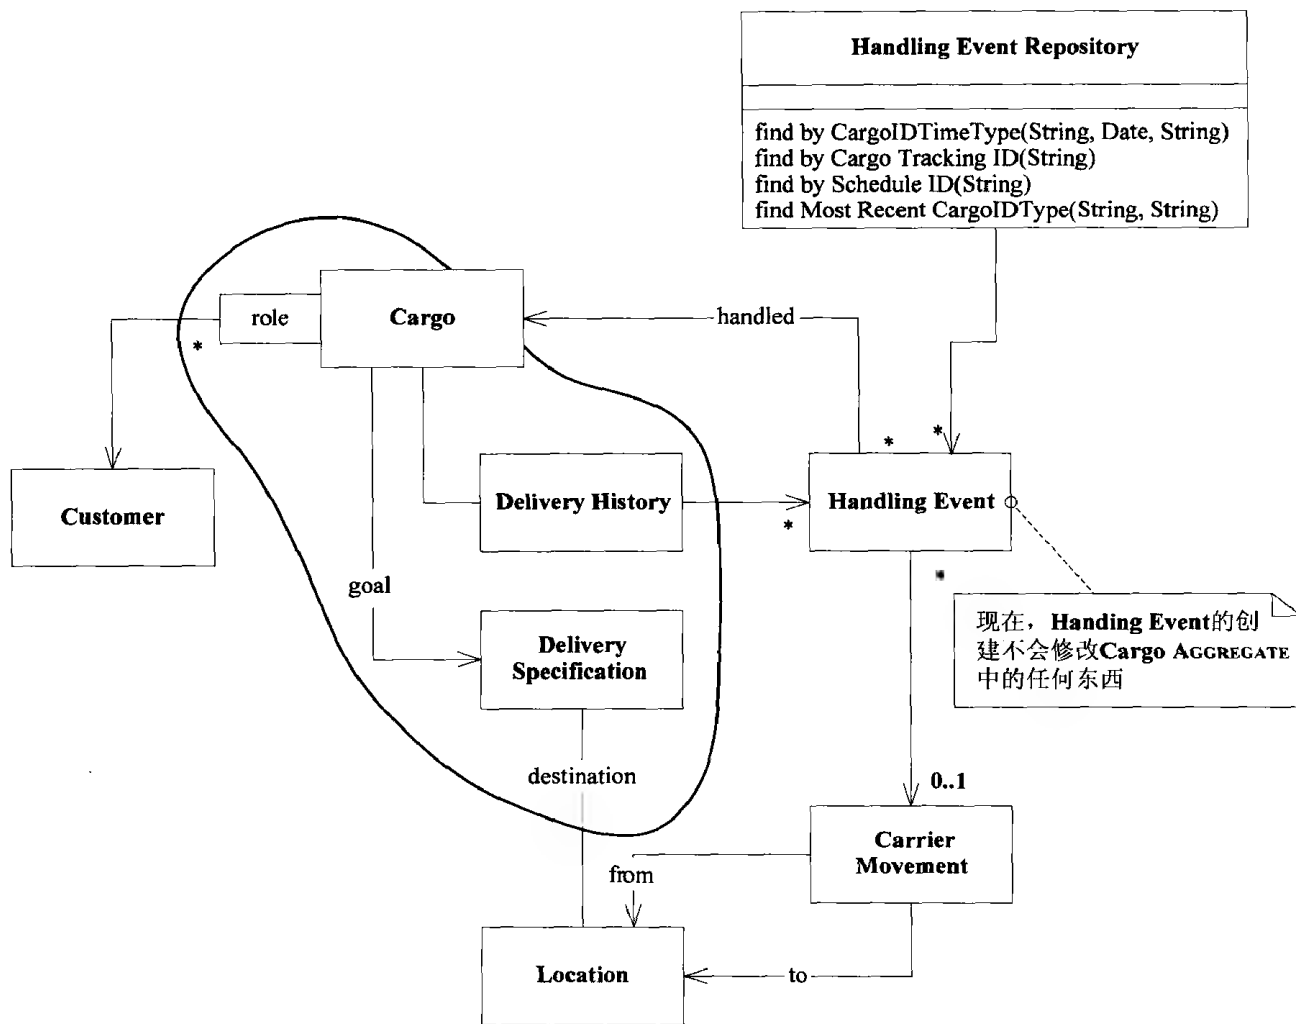 Handling Event Repository
find by CargoIDTimeType(String, Date, String)
find by Cargo Tracking ID(String)
find by Schedule ID(String)
find Most Recent CargoIDType(String, String)
role
Cargo
handled
*
*
*
Customer
Delivery History
Handling Event
*
*
goal
现在，Handing Event的创
建不会修改Cargo AGGREGATE
中的任何东西
Delivery
Specification
destination
0..1
Carrier
Movement
from
Location
to